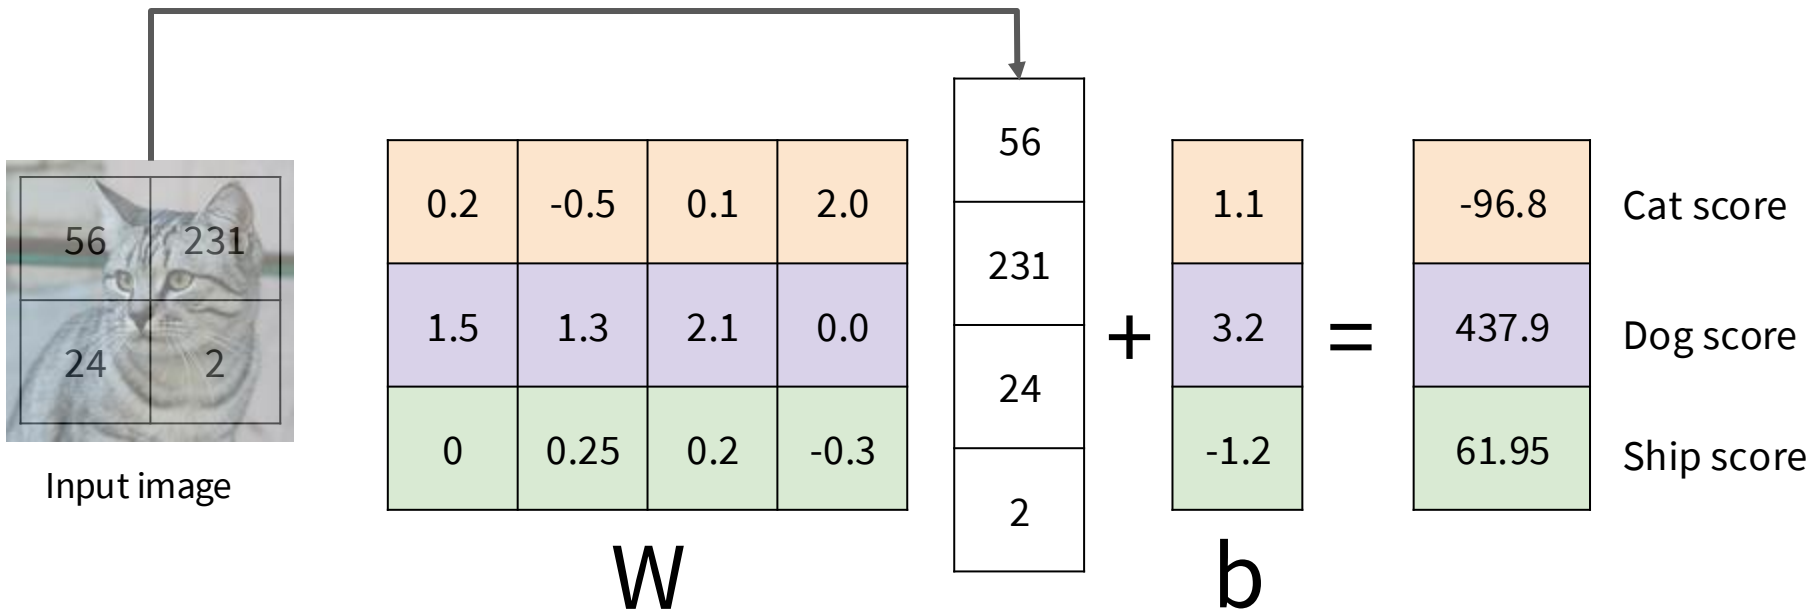 56 231
24 2
Input image
0.2 -0.5 0.1 2.0
1.5 1.3 2.1 0.0
0 0.25 0.2 -0.3
W
56
231
24
2
+
1.1
3.2
-1.2
b
=
-96.8 Cat score
437.9 Dog score
61.95 Ship score